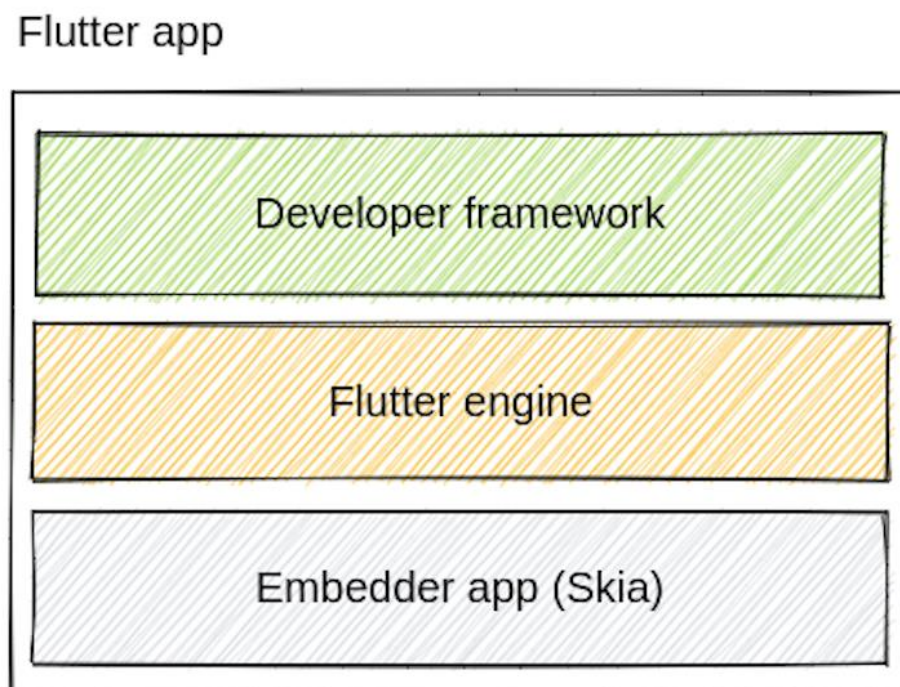 Flutter app
Developer framework
Flutter engine
Embedder app (Skia)